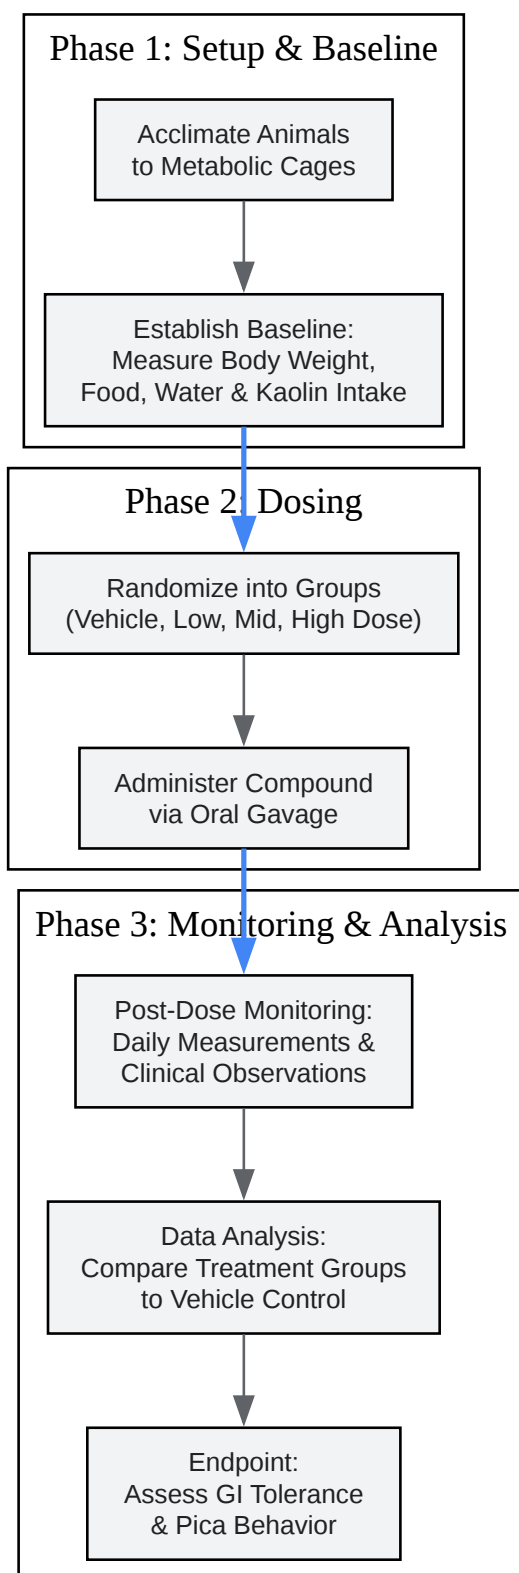 Phase 1: Setup & Baseline
Acclimate Animals
to Metabolic Cages
Establish Baseline:
Measure Body Weight,
Food, Water & Kaolin Intake
Phase 2: Dosing
Randomize into Groups
(Vehicle, Low, Mid, High Dose)
Administer Compound
via Oral Gavage
Phase 3: Monitoring & Analysis
Post-Dose Monitoring:
Daily Measurements &
Clinical Observations
Data Analysis:
Compare Treatment Groups
to Vehicle Control
Endpoint:
Assess GI Tolerance
& Pica Behavior